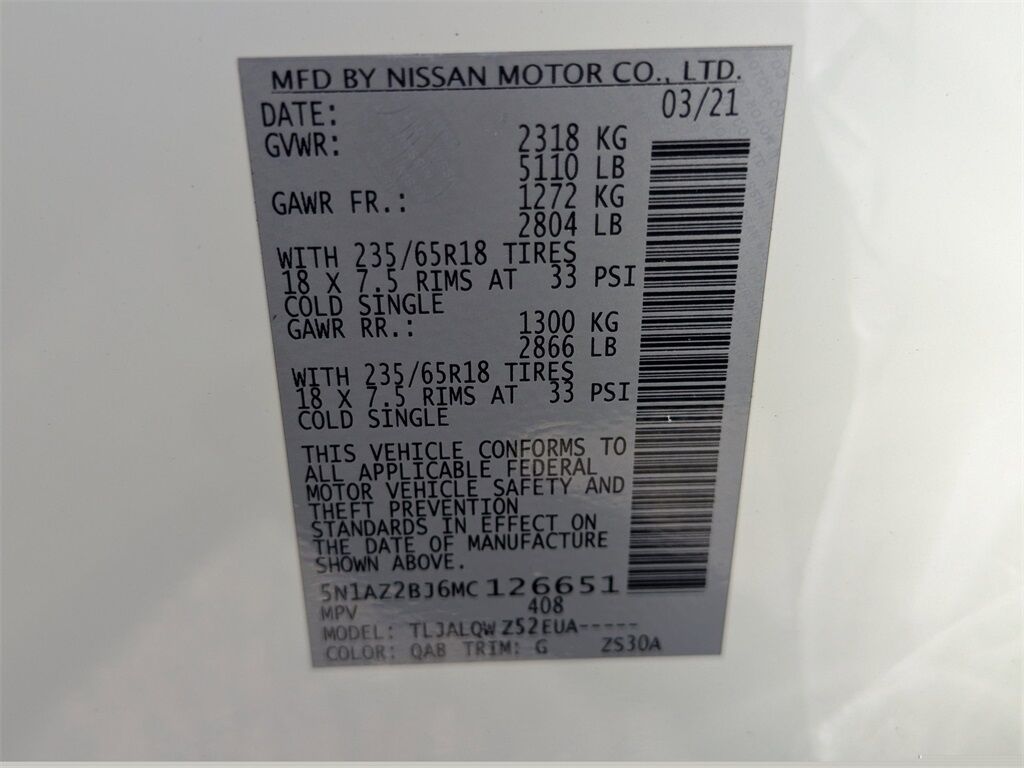 MFD BY NISSAN MOTOR CO., LTD.
DATE: 03/21
GVWR: 2318 KG
5110 LB
GAWR FR.: 1272 KG
2804 LB
WITH 235/65R18 TIRES
18 X 7.5 RIMS AT 33 PSI
COLD SINGLE
GAWR RR.: 1300 KG
2866 LB
WITH 235/65R18 TIRES
18 X 7.5 RIMS AT 33 PSI
COLD SINGLE
THIS VEHICLE CONFORMS TO
ALL APPLICABLE FEDERAL
MOTOR VEHICLE SAFETY AND
THEFT PREVENTION
STANDARDS IN EFFECT ON
THE DATE OF MANUFACTURE
SHOWN ABOVE.
5N1AZ2BJ6MC126651
MPV 408
MODEL: TLJALQWZ52EUA-----
COLOR: QAB TRIM: G ZS30A